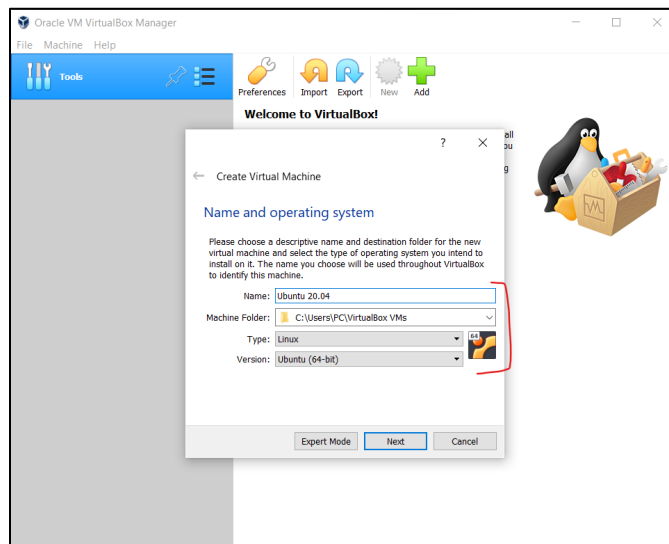 Oracle VM VirtualBox Manager
File Machine Help
Tools
Preferences Import Export New Add
Welcome to VirtualBox!
all
ou
g
? 
Create Virtual Machine
Name and operating system
Please choose a descriptive name and destination folder for the new
virtual machine and select the type of operating system you intend to
install on it. The name you choose will be used throughout VirtualBox
to identify this machine.
Name: Ubuntu 20.04
Machine Folder: C:\Users\PC\VirtualBox VMs
Type: Linux
64
Version: Ubuntu (64-bit)
Expert Mode Next Cancel